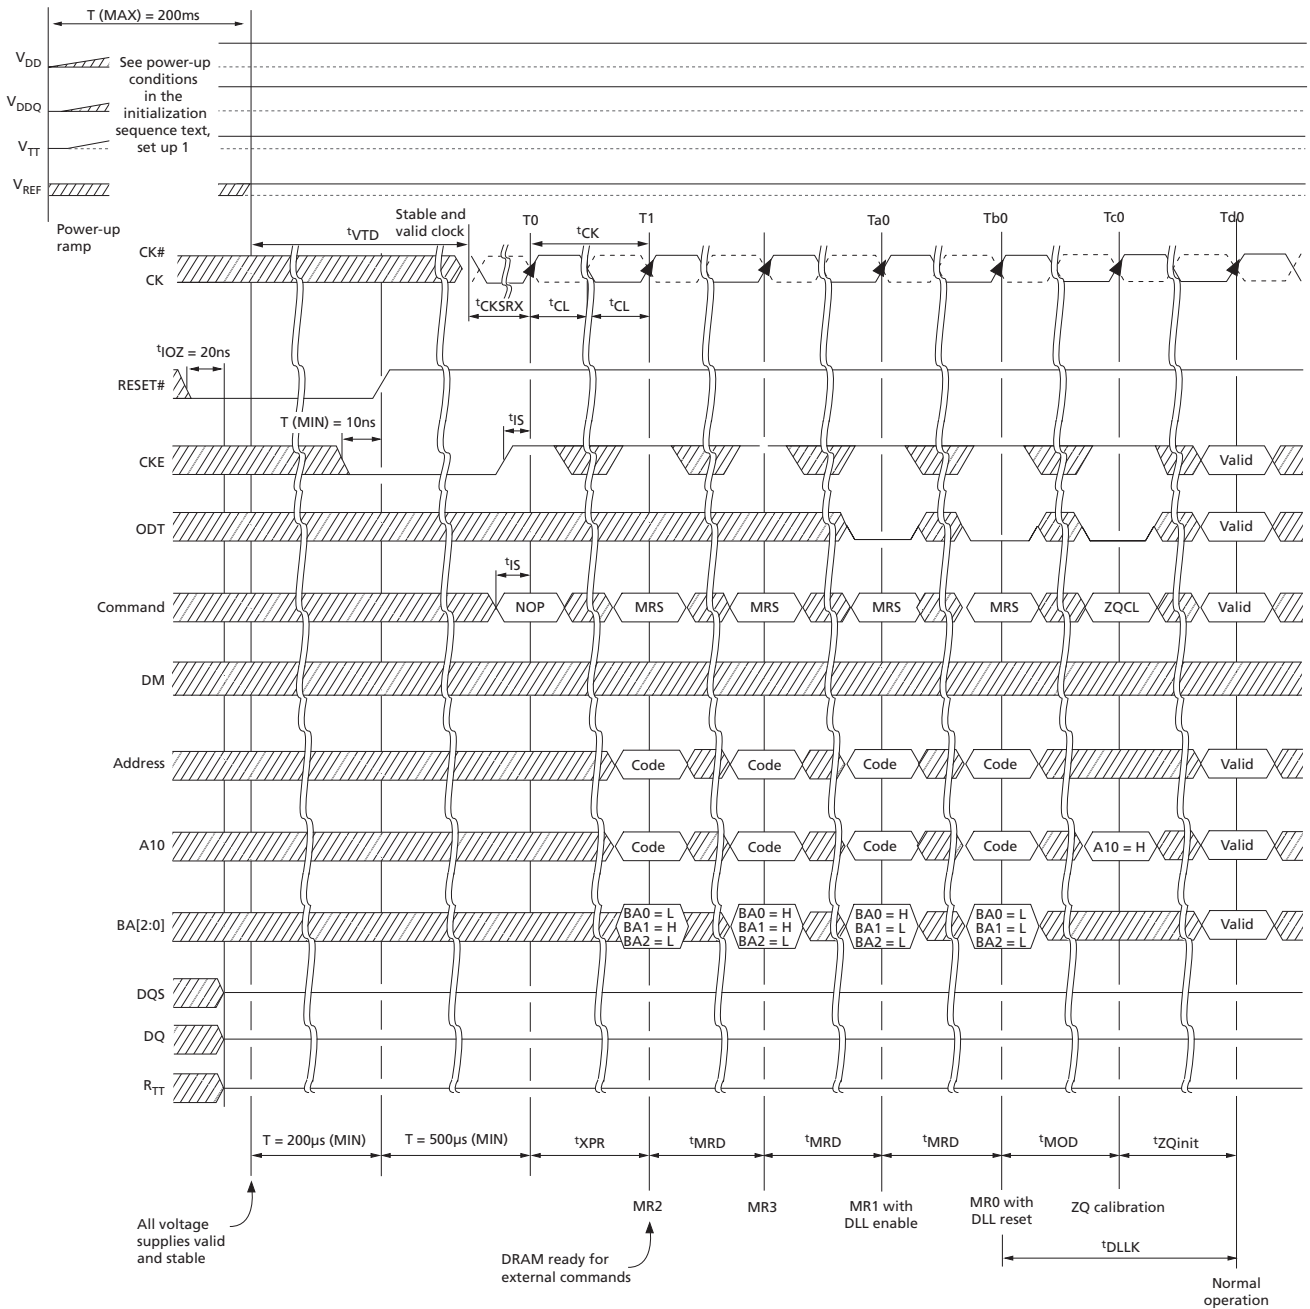 T (MAX) = 200ms
VDD
See power-up
conditions
in the
initialization
sequence text,
set up 1
VDDQ
VTT
VREF
Power-up
ramp
Stable and
valid clock
T0
T1
Ta0
Tb0
Tc0
Td0
tVTD
tCK
CK#
CK
tCKSRX
tCL
tCL
tIOZ = 20ns
RESET#
T (MIN) = 10ns
tIS
CKE
Valid
ODT
Valid
tIS
Command
NOP
MRS
MRS
MRS
MRS
ZQCL
Valid
DM
Address
Code
Code
Code
Code
Valid
A10
Code
Code
Code
Code
A10 = H
Valid
BA[2:0]
BA0 = L
BA1 = H
BA2 = L
BA0 = H
BA1 = H
BA2 = L
BA0 = H
BA1 = L
BA2 = L
BA0 = L
BA1 = L
BA2 = L
Valid
DQS
DQ
RTT
T = 200µs (MIN)
T = 500µs (MIN)
tXPR
tMRD
tMRD
tMRD
tMOD
tZQinit
MR2
MR3
MR1 with
DLL enable
MR0 with
DLL reset
ZQ calibration
All voltage
supplies valid
and stable
DRAM ready for
external commands
tDLLK
Normal
operation